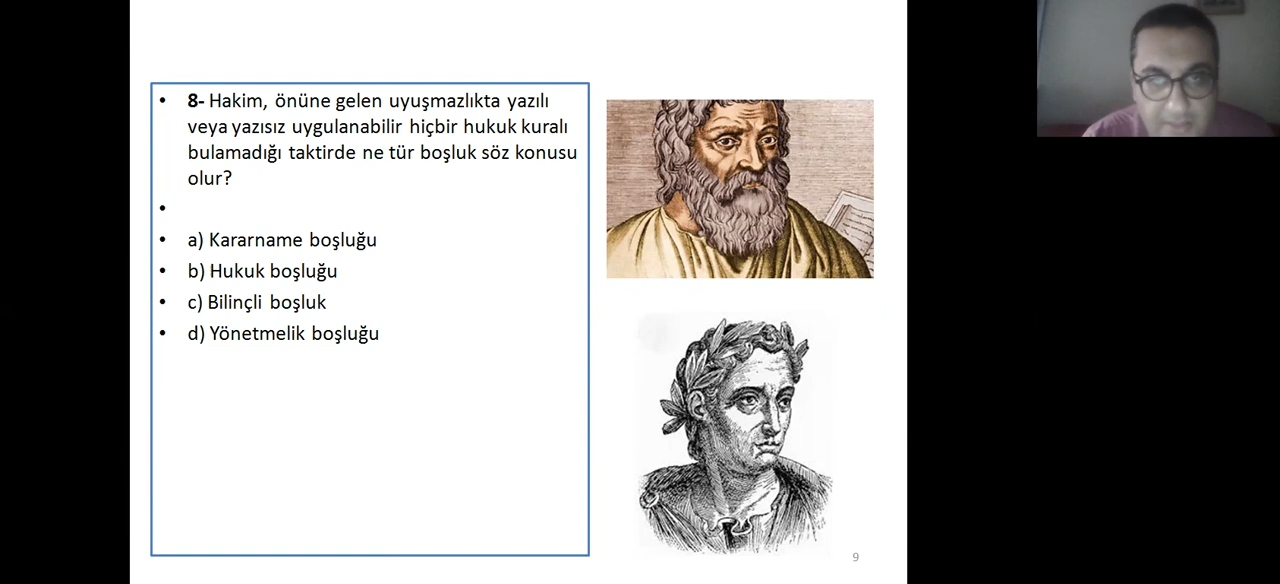 • 8- Hakim, önüne gelen uyuşmazlıkta yazılı
veya yazısız uygulanabilir hiçbir hukuk kuralı
bulamadığı taktirde ne tür boşluk söz konusu
olur?
•
• a) Kararname boşluğu
• b) Hukuk boşluğu
• c) Bilinçli boşluk
• d) Yönetmelik boşluğu
9